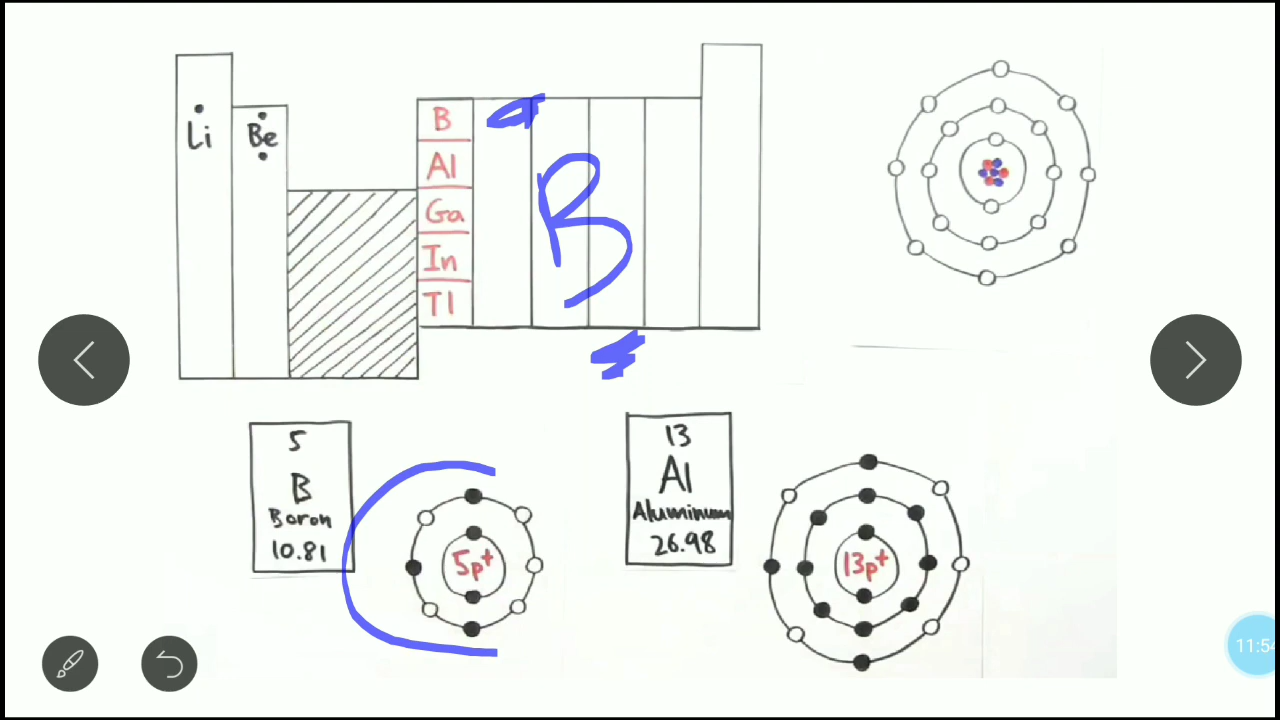 Li
Be
B
Al
Ga
In
Tl
B
5
B
Boron
10.81
5p⁺
13
Al
Aluminum
26.98
13p⁺
11:54